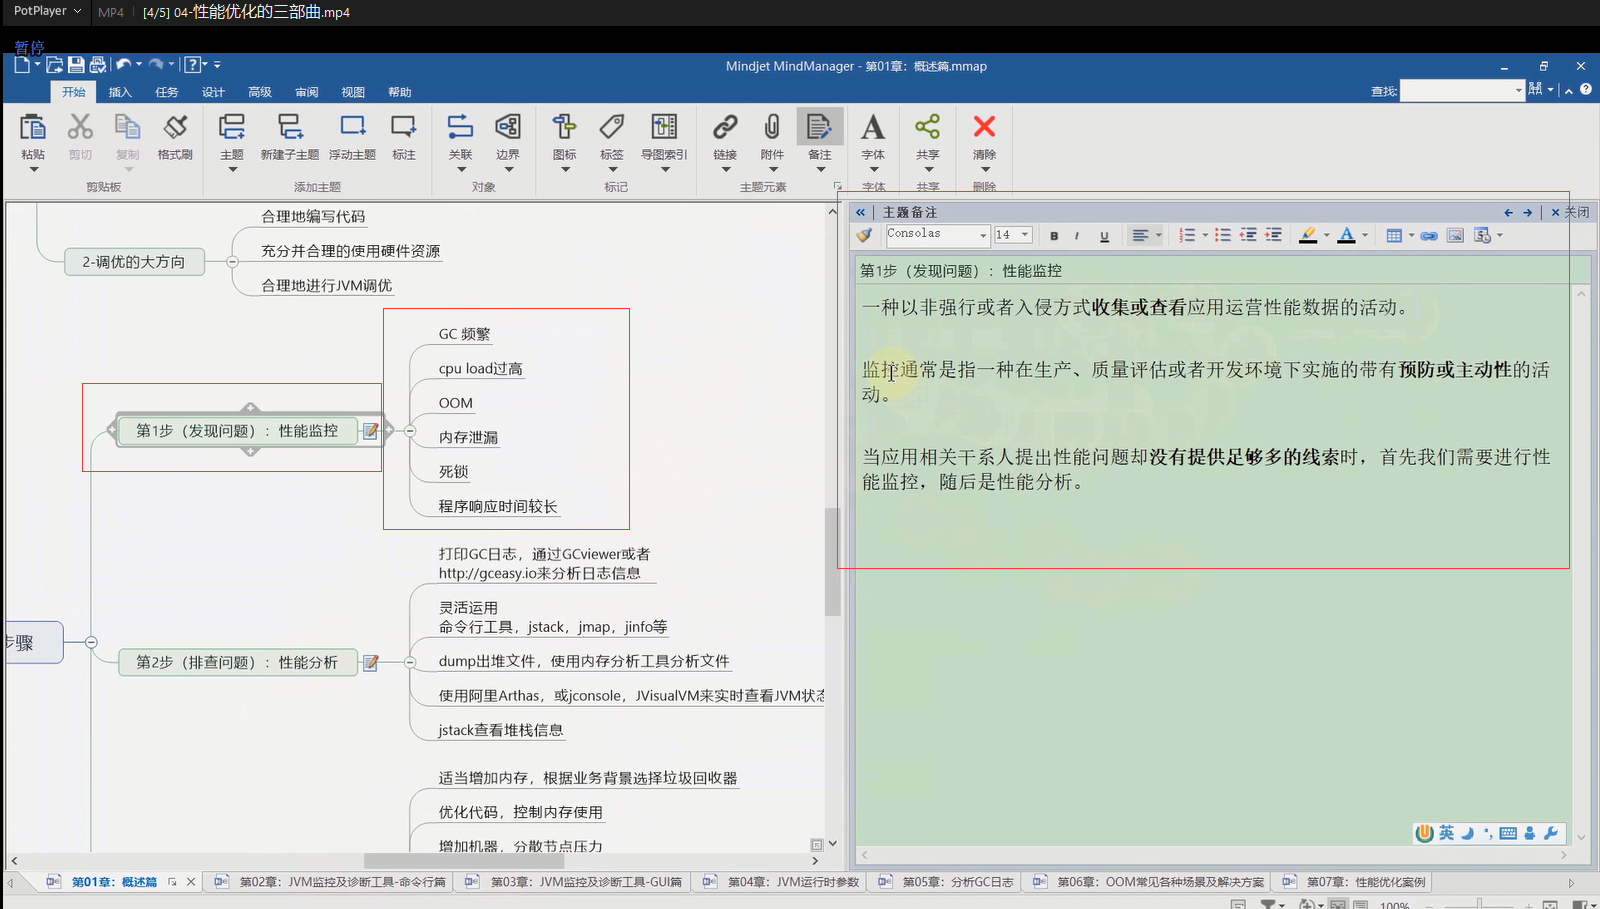 PotPlayer
MP4
[4/5] 04-性能优化的三部曲.mp4
暂停
Mindjet MindManager - 第01章：概述篇.mmap
开始 插入 任务 设计 高级 审阅 视图 帮助
查找:
粘贴 剪切 复制 格式刷 主题 新建子主题 浮动主题 标注 关联 边界 图标 标签 导图索引 链接 附件 备注 字体 共享 清除
剪贴板 添加主题 对象 标记 主题元素 字体 共享 删除
合理地编写代码
2-调优的大方向
充分并合理的使用硬件资源
合理地进行JVM调优
GC 频繁
cpu load过高
OOM
第1步（发现问题）：性能监控
内存泄漏
死锁
程序响应时间较长
打印GC日志，通过GCviewer或者
http://gceasy.io来分析日志信息
灵活运用
命令行工具，jstack，jmap，jinfo等
步骤
第2步（排查问题）：性能分析
dump出堆文件，使用内存分析工具分析文件
使用阿里Arthas，或jconsole，JVisualVM来实时查看JVM状态
jstack查看堆栈信息
适当增加内存，根据业务背景选择垃圾回收器
优化代码，控制内存使用
增加机器，分散节点压力
主题备注
关闭
Consolas 14 B I U A
第1步（发现问题）：性能监控
一种以非强行或者入侵方式收集或查看应用运营性能数据的活动。
监控通常是指一种在生产、质量评估或者开发环境下实施的带有预防或主动性的活
动。
当应用相关干系人提出性能问题却没有提供足够多的线索时，首先我们需要进行性
能监控，随后是性能分析。
英
第01章：概述篇 第02章：JVM监控及诊断工具-命令行篇 第03章：JVM监控及诊断工具-GUI篇 第04章：JVM运行时参数 第05章：分析GC日志 第06章：OOM常见各种场景及解决方案 第07章：性能优化案例
100%